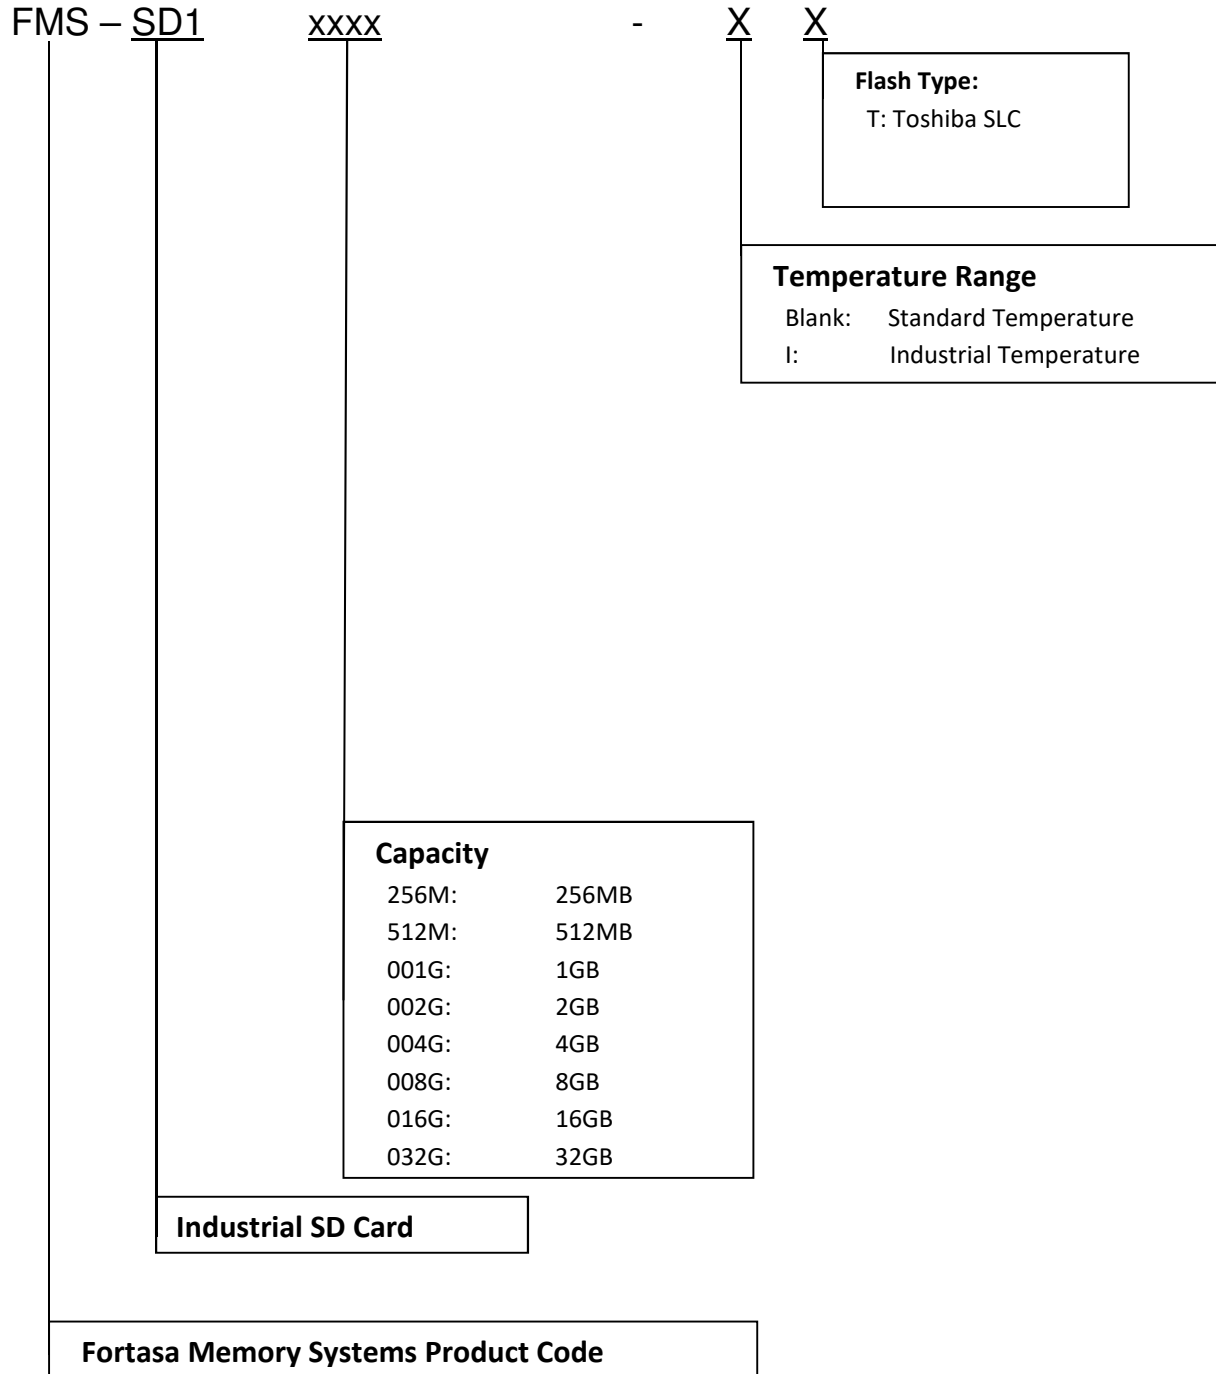 FMS – SD1 xxxx - X X
Flash Type:
T: Toshiba SLC
Temperature Range
Blank: Standard Temperature
I: Industrial Temperature
Capacity
256M: 256MB
512M: 512MB
001G: 1GB
002G: 2GB
004G: 4GB
008G: 8GB
016G: 16GB
032G: 32GB
Industrial SD Card
Fortasa Memory Systems Product Code